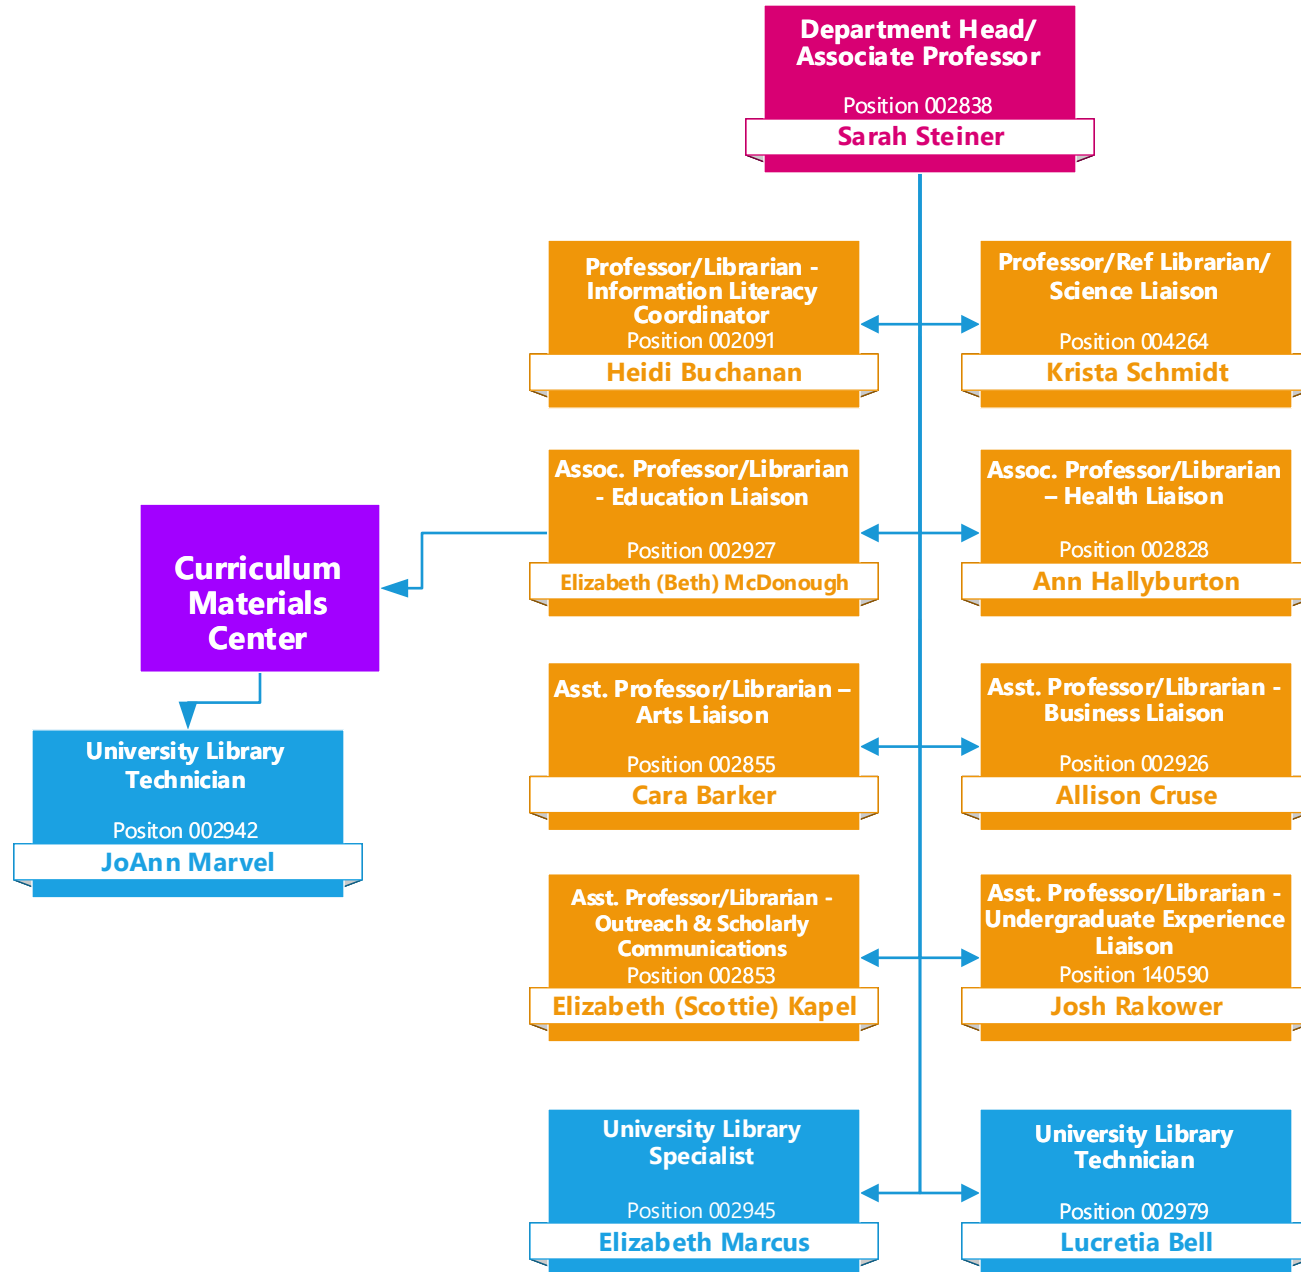 Department Head/
Associate Professor
Position 002838
Sarah Steiner
Professor/Librarian -
Information Literacy
Coordinator
Position 002091
Heidi Buchanan
Professor/Ref Librarian/
Science Liaison
Position 004264
Krista Schmidt
Assoc. Professor/Librarian
- Education Liaison
Position 002927
Elizabeth (Beth) McDonough
Assoc. Professor/Librarian
– Health Liaison
Position 002828
Ann Hallyburton
Curriculum
Materials
Center
University Library
Technician
Positon 002942
JoAnn Marvel
Asst. Professor/Librarian –
Arts Liaison
Position 002855
Cara Barker
Asst. Professor/Librarian -
Business Liaison
Position 002926
Allison Cruse
Asst. Professor/Librarian -
Outreach & Scholarly
Communications
Position 002853
Elizabeth (Scottie) Kapel
Asst. Professor/Librarian -
Undergraduate Experience
Liaison
Position 140590
Josh Rakower
University Library
Specialist
Position 002945
Elizabeth Marcus
University Library
Technician
Position 002979
Lucretia Bell